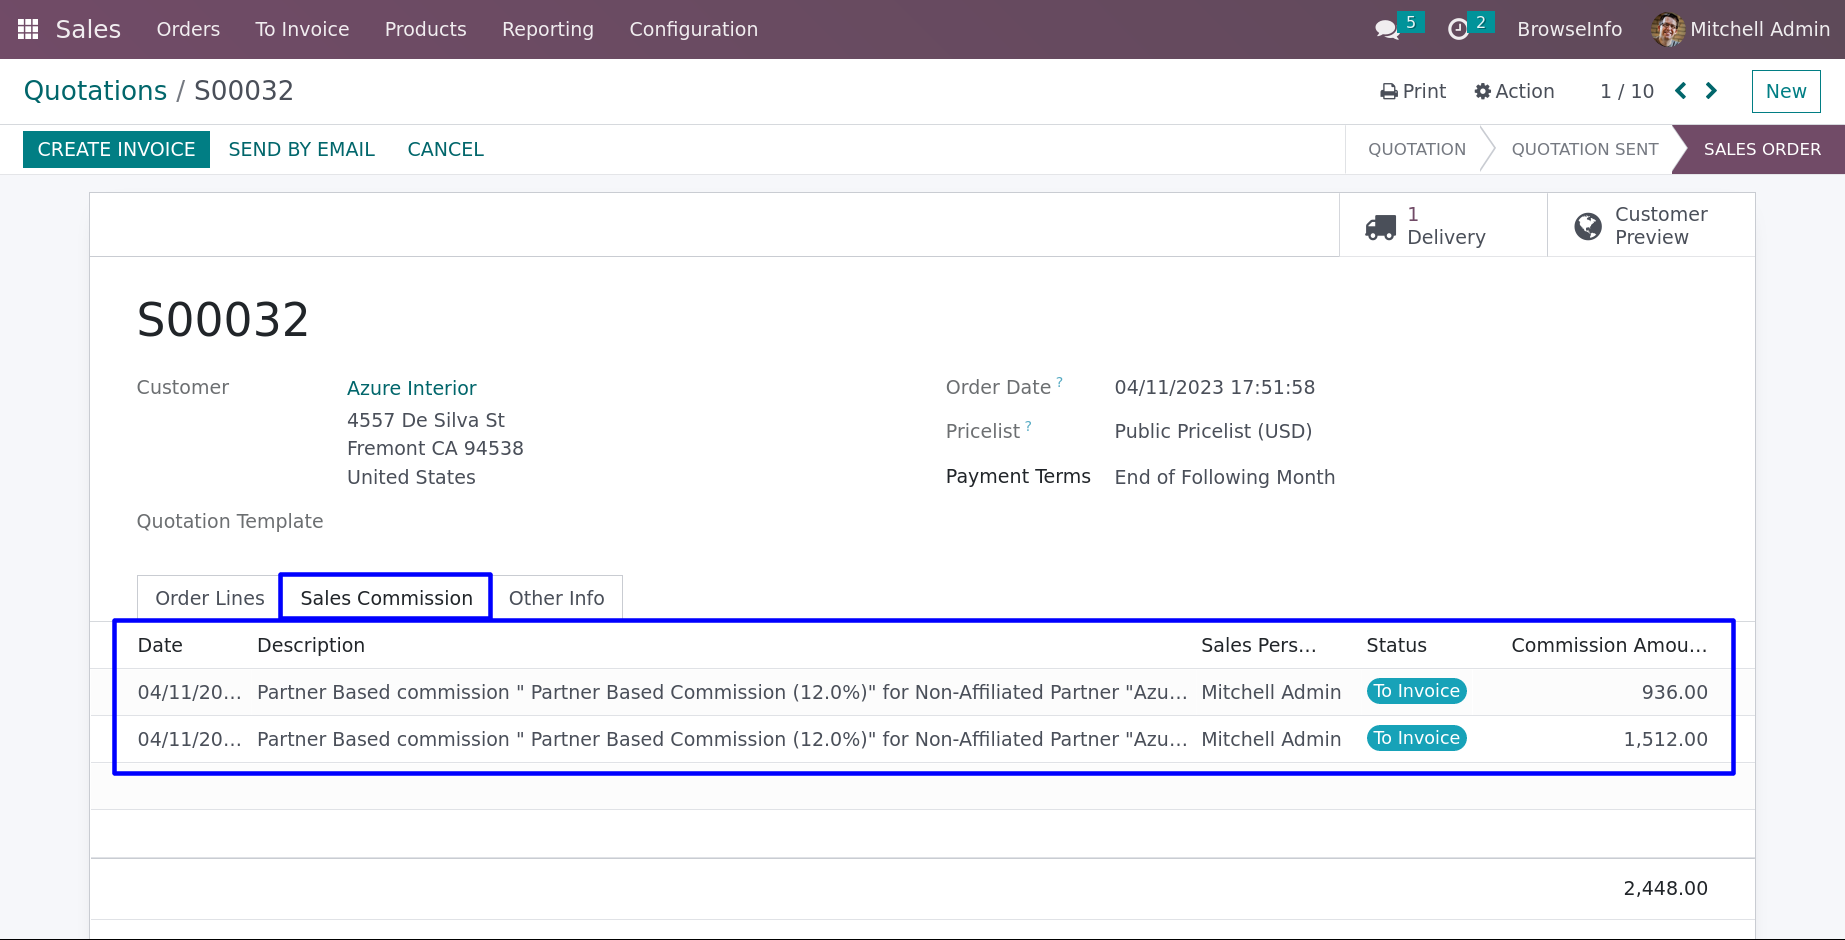 Sales Orders To Invoice Products Reporting Configuration 5 2 BrowseInfo Mitchell Admin
Quotations / S00032 Print Action 1 / 10 New
CREATE INVOICE SEND BY EMAIL CANCEL QUOTATION QUOTATION SENT SALES ORDER
1
Delivery
Customer
Preview
S00032
Customer Azure Interior
4557 De Silva St
Fremont CA 94538
United States
Quotation Template
Order Date ? 04/11/2023 17:51:58
Pricelist ? Public Pricelist (USD)
Payment Terms End of Following Month
Order Lines Sales Commission Other Info
Date Description Sales Pers... Status Commission Amou...
04/11/20... Partner Based commission " Partner Based Commission (12.0%)" for Non-Affiliated Partner "Azu... Mitchell Admin To Invoice 936.00
04/11/20... Partner Based commission " Partner Based Commission (12.0%)" for Non-Affiliated Partner "Azu... Mitchell Admin To Invoice 1,512.00
2,448.00